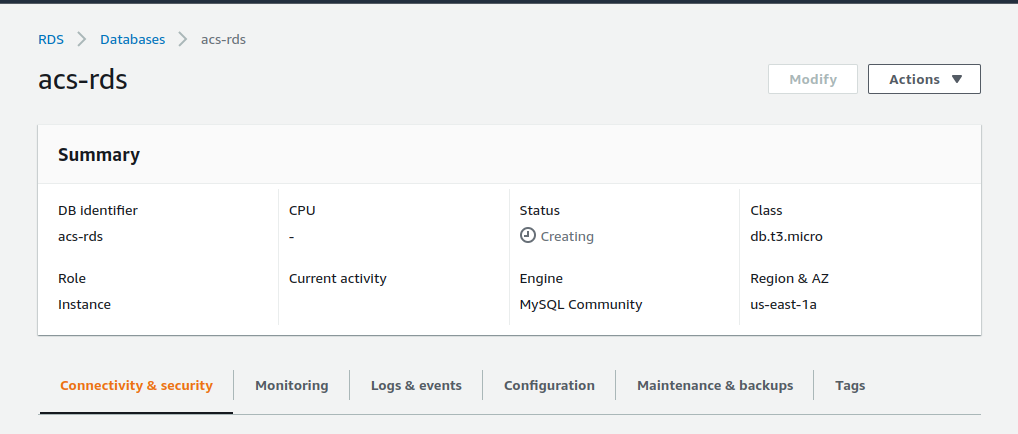 RDS > Databases > acs-rds
acs-rds
Modify
Actions
Summary
DB identifier
acs-rds
CPU
-
Status
Creating
Class
db.t3.micro
Role
Instance
Current activity
Engine
MySQL Community
Region & AZ
us-east-1a
Connectivity & security
Monitoring
Logs & events
Configuration
Maintenance & backups
Tags